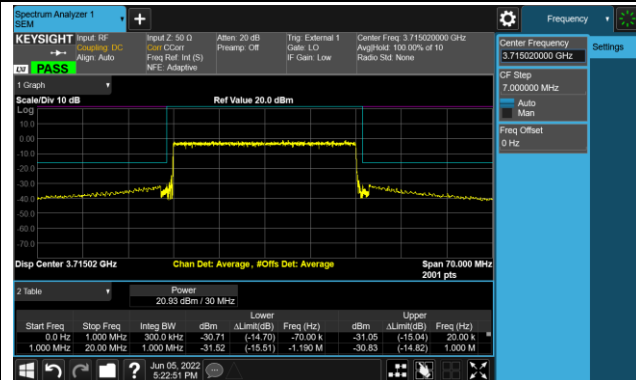 Spectrum Analyzer 1
SEM
Frequency
KEYSIGHT
Input: RF
Coupling: DC
Align: Auto
Input Z: 50 Ω
Corr CCorr
Freq Ref: Int (S)
NFE: Adaptive
Atten: 20 dB
Preamp: Off
Trig: External 1
Gate: LO
IF Gain: Low
Center Freq: 3.715020000 GHz
Avg|Hold: 100.00% of 10
Radio Std: None
LXI PASS
Center Frequency
3.715020000 GHz
Settings
CF Step
7.000000 MHz
Auto
Man
Freq Offset
0 Hz
1 Graph
Scale/Div 10 dB
Ref Value 20.0 dBm
Log
10.0
0.00
-10.0
-20.0
-30.0
-40.0
-50.0
-60.0
-70.0
Disp Center 3.71502 GHz
Chan Det: Average, #Offs Det: Average
Span 70.000 MHz
2001 pts
2 Table
Power
20.93 dBm / 30 MHz
Lower Upper
Start Freq Stop Freq Integ BW dBm ΔLimit(dB) Freq (Hz) dBm ΔLimit(dB) Freq (Hz)
0.0 Hz 1.000 MHz 300.0 kHz -30.71 (-14.70) -70.00 k -31.05 (-15.04) 20.00 k
1.000 MHz 20.00 MHz 1.000 MHz -31.52 (-15.51) -1.190 M -30.83 (-14.82) 1.000 M
Jun 05, 2022
5:22:51 PM